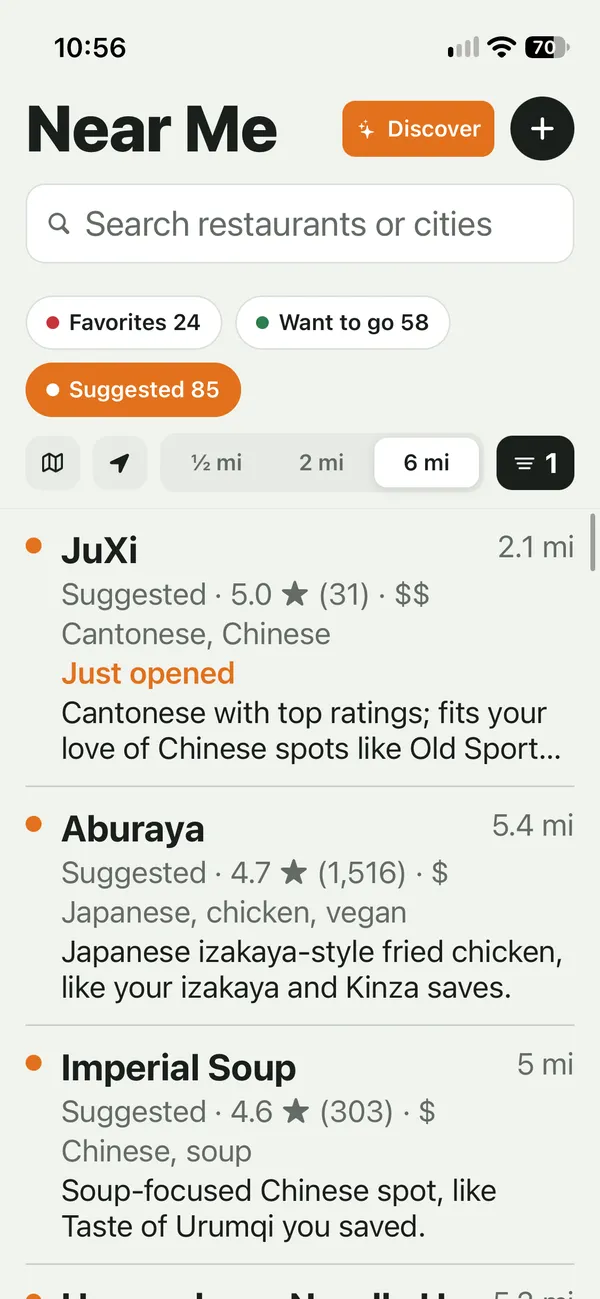 10:56
70
Near Me
Discover
Search restaurants or cities
Favorites 24
Want to go 58
Suggested 85
½ mi
2 mi
6 mi
1
JuXi
2.1 mi
Suggested · 5.0 ★ (31) · $$
Cantonese, Chinese
Just opened
Cantonese with top ratings; fits your
love of Chinese spots like Old Sport...
Aburaya
5.4 mi
Suggested · 4.7 ★ (1,516) · $
Japanese, chicken, vegan
Japanese izakaya-style fried chicken,
like your izakaya and Kinza saves.
Imperial Soup
5 mi
Suggested · 4.6 ★ (303) · $
Chinese, soup
Soup-focused Chinese spot, like
Taste of Urumqi you saved.